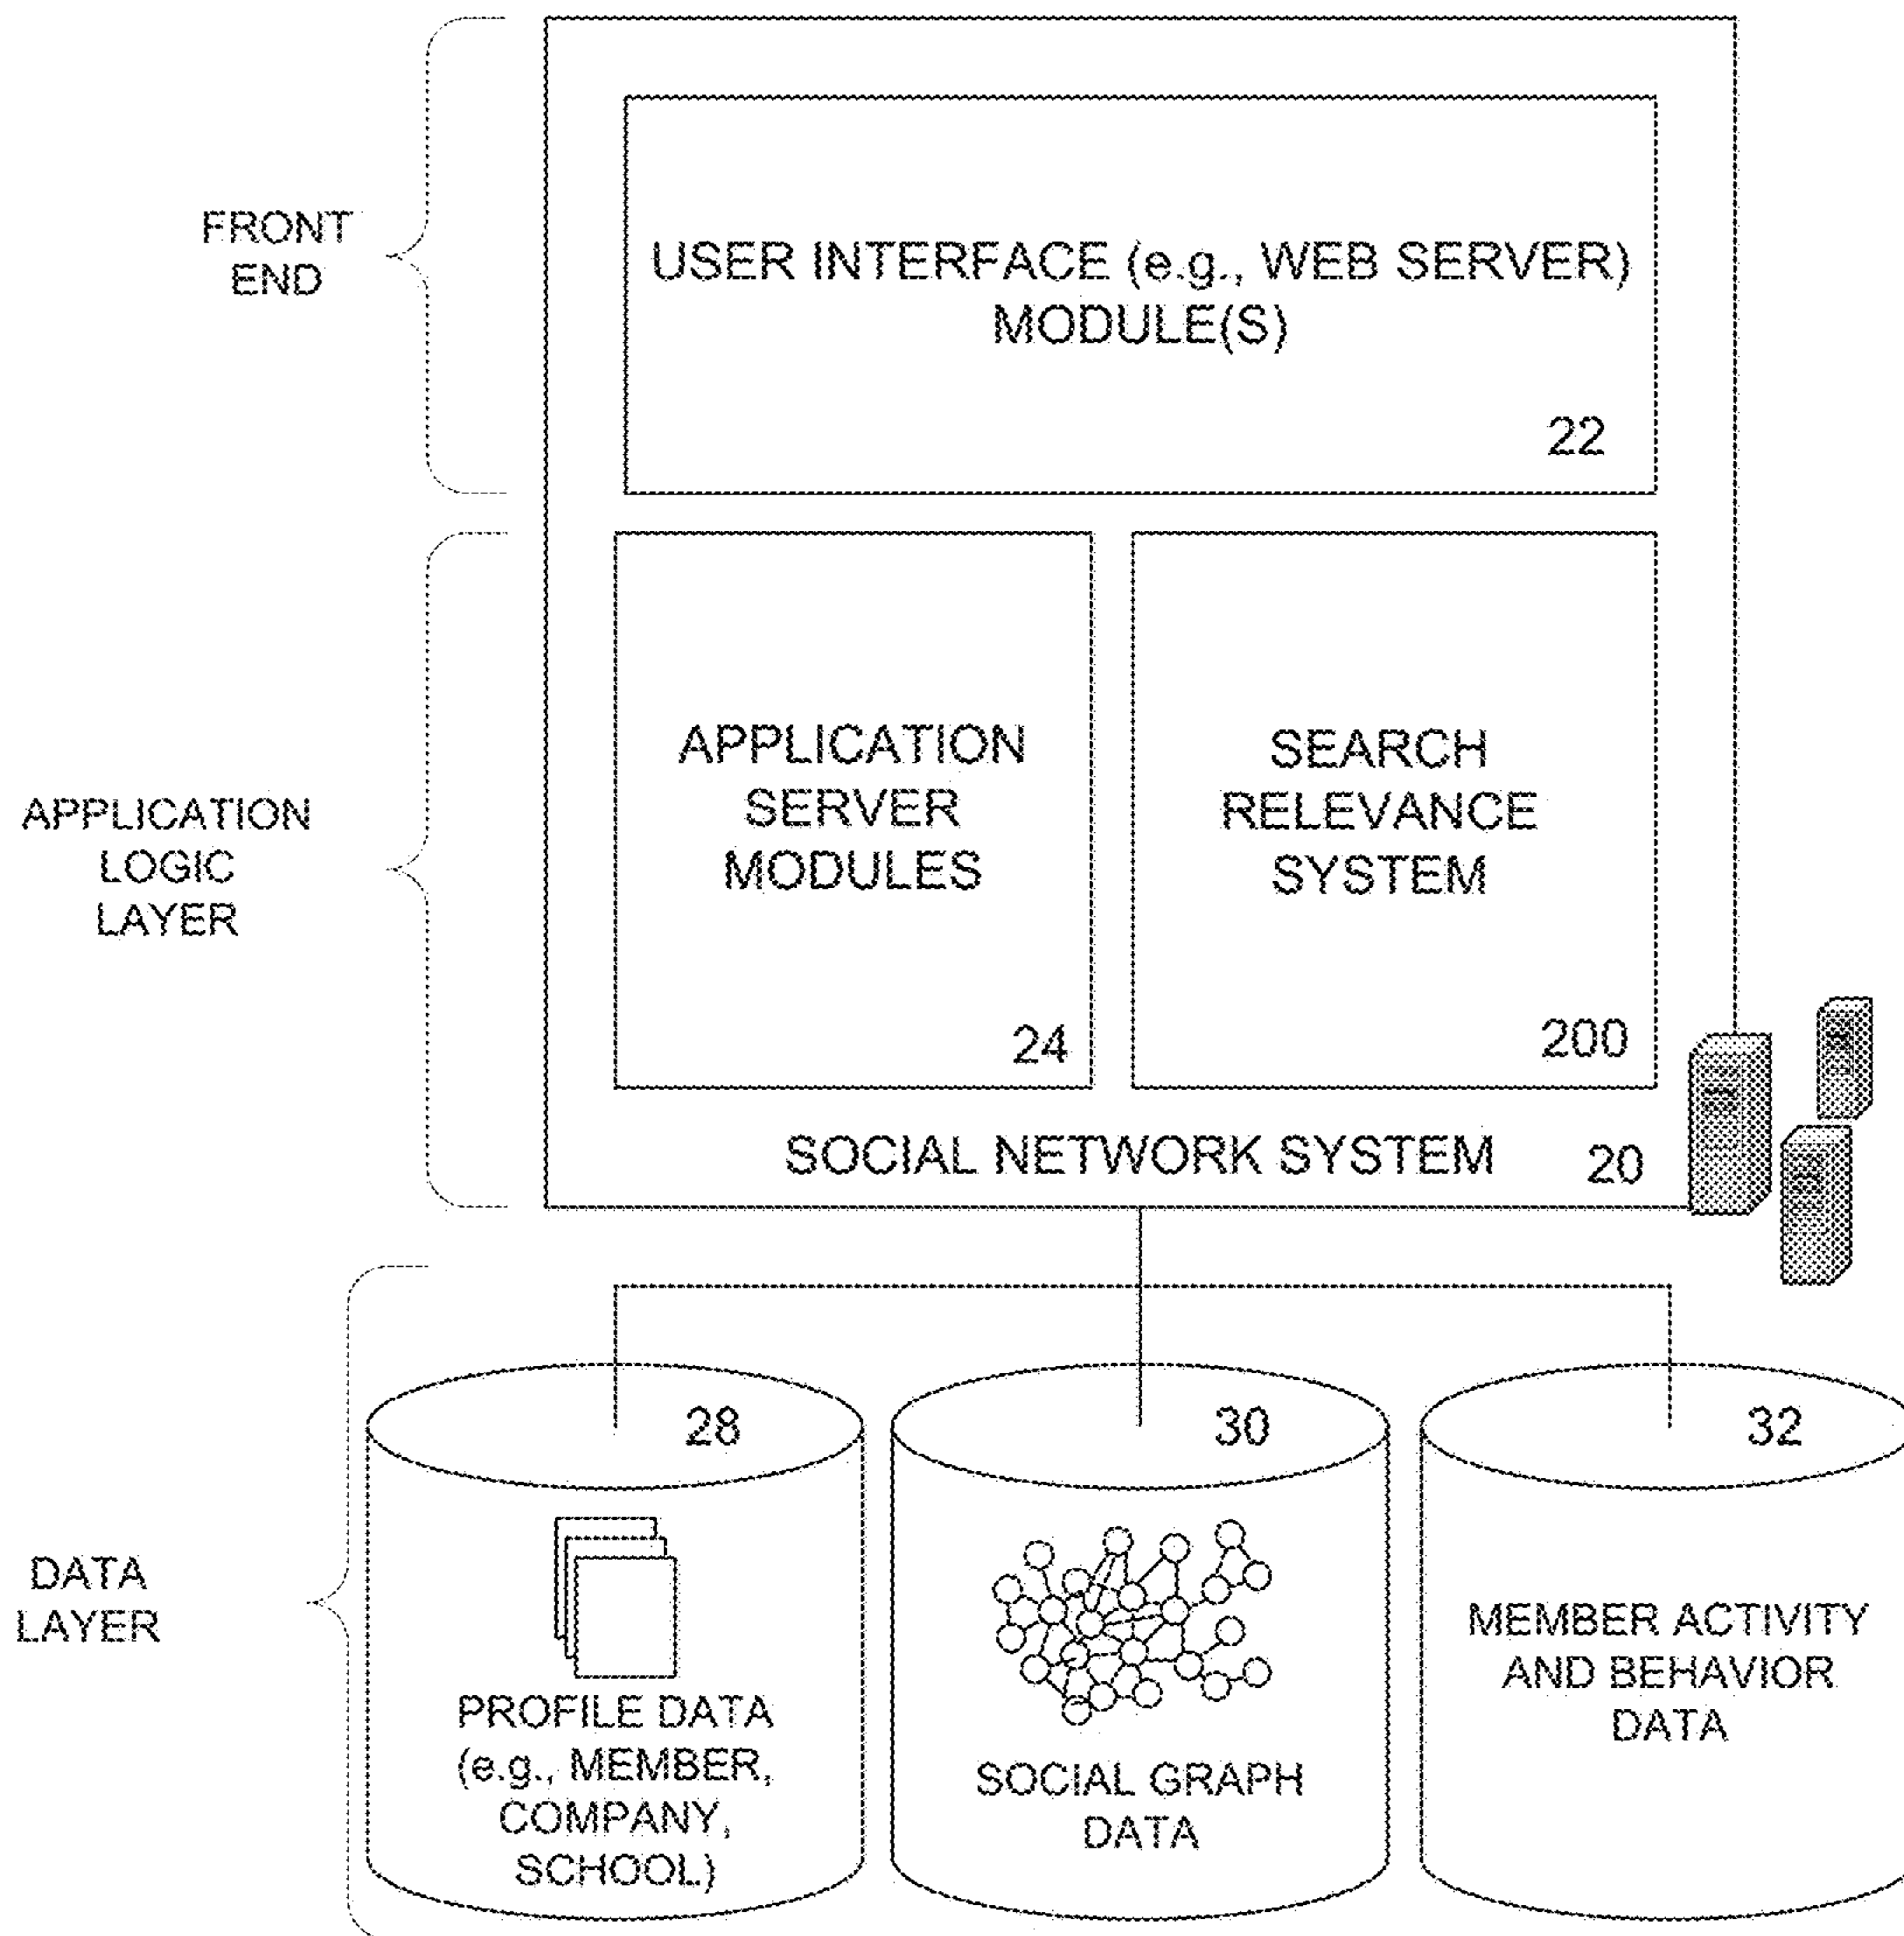 FRONT
END
USER INTERFACE (e.g., WEB SERVER)
MODULE(S)
22
APPLICATION
LOGIC
LAYER
APPLICATION
SERVER
MODULES
24
SEARCH
RELEVANCE
SYSTEM
200
SOCIAL NETWORK SYSTEM
20
DATA
LAYER
28
PROFILE DATA
(e.g., MEMBER,
COMPANY,
SCHOOL)
30
SOCIAL GRAPH
DATA
32
MEMBER ACTIVITY
AND BEHAVIOR
DATA